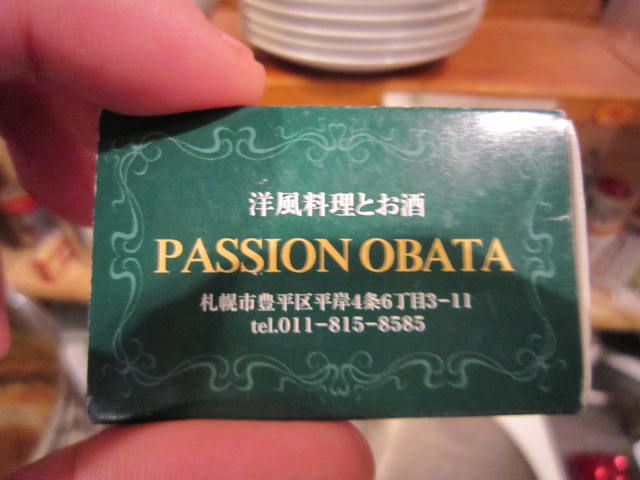 洋風料理とお酒
PASSION OBATA
札幌市豊平区平岸4条6丁目3-11
tel.011-815-8585